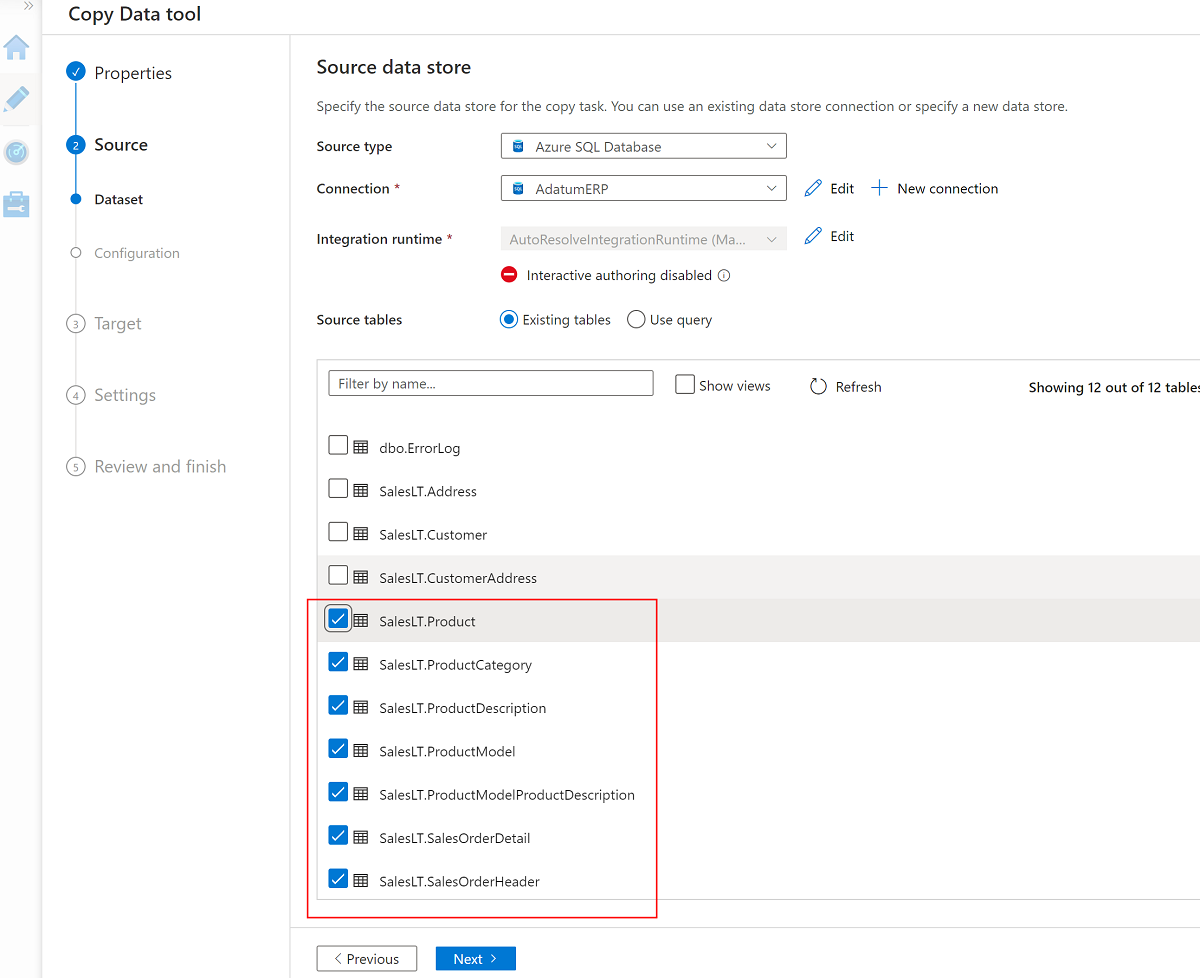 Copy Data tool
Properties
2 Source
Dataset
Configuration
3 Target
4 Settings
5 Review and finish
Source data store
Specify the source data store for the copy task. You can use an existing data store connection or specify a new data store.
Source type SQL Azure SQL Database
Connection * SQL AdatumERP Edit New connection
Integration runtime * AutoResolveIntegrationRuntime (Ma... Edit
Interactive authoring disabled
Source tables Existing tables Use query
Filter by name... Show views Refresh Showing 12 out of 12 tables
dbo.ErrorLog
SalesLT.Address
SalesLT.Customer
SalesLT.CustomerAddress
SalesLT.Product
SalesLT.ProductCategory
SalesLT.ProductDescription
SalesLT.ProductModel
SalesLT.ProductModelProductDescription
SalesLT.SalesOrderDetail
SalesLT.SalesOrderHeader
Previous Next